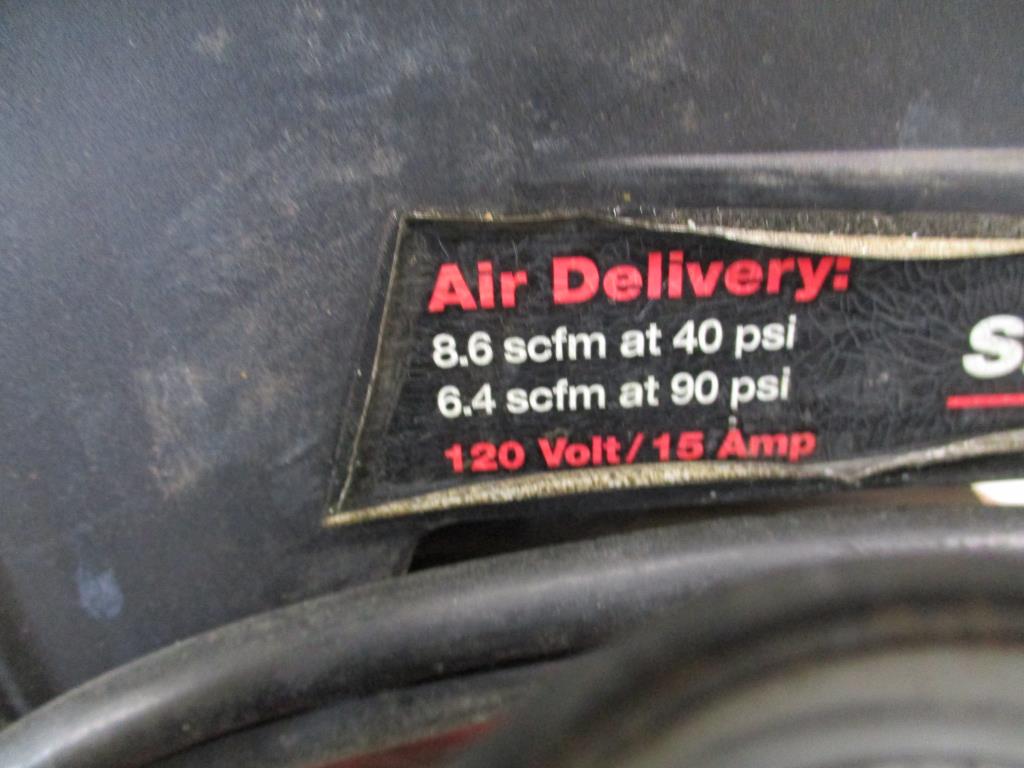 Air Delivery:
8.6 scfm at 40 psi
6.4 scfm at 90 psi
120 Volt/15 Amp